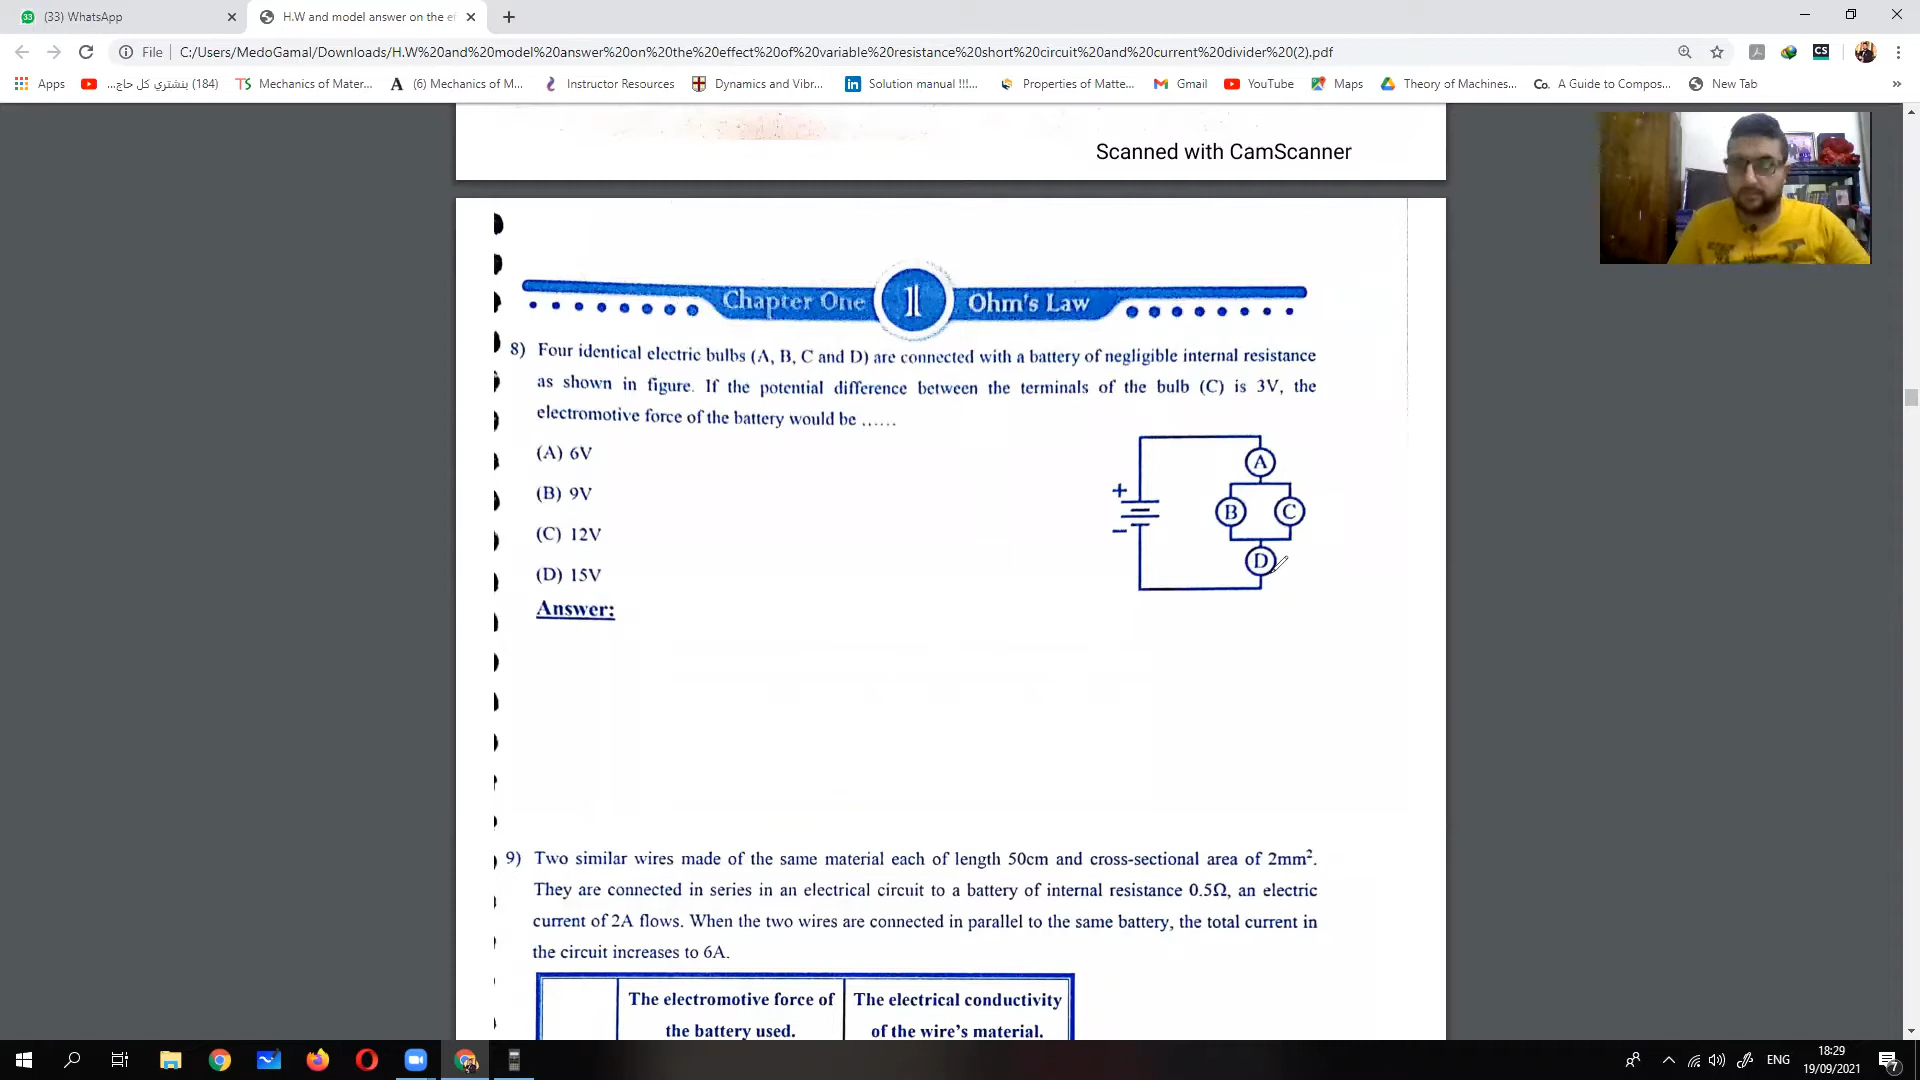 (33) WhatsApp
H.W and model answer on the ef
File
C:/Users/MedoGamal/Downloads/H.W%20and%20model%20answer%20on%20the%20effect%20of%20variable%20resistance%20short%20circuit%20and%20current%20divider%20(2).pdf
Apps
(184) بنشتري كل حاج...
Mechanics of Mater...
(6) Mechanics of M...
Instructor Resources
Dynamics and Vibr...
Solution manual !!!...
Properties of Matte...
Gmail
YouTube
Maps
Theory of Machines...
Co. A Guide to Compos...
New Tab
Scanned with CamScanner
Chapter One 1 Ohm's Law
8) Four identical electric bulbs (A, B, C and D) are connected with a battery of negligible internal resistance
as shown in figure. If the potential difference between the terminals of the bulb (C) is 3V, the
electromotive force of the battery would be ......
(A) 6V
(B) 9V
(C) 12V
(D) 15V
Answer:
A
+
B C
−
D
9) Two similar wires made of the same material each of length 50cm and cross-sectional area of 2mm².
They are connected in series in an electrical circuit to a battery of internal resistance 0.5Ω, an electric
current of 2A flows. When the two wires are connected in parallel to the same battery, the total current in
the circuit increases to 6A.
The electromotive force of
the battery used.
The electrical conductivity
of the wire's material.
ENG
18:29
19/09/2021
7